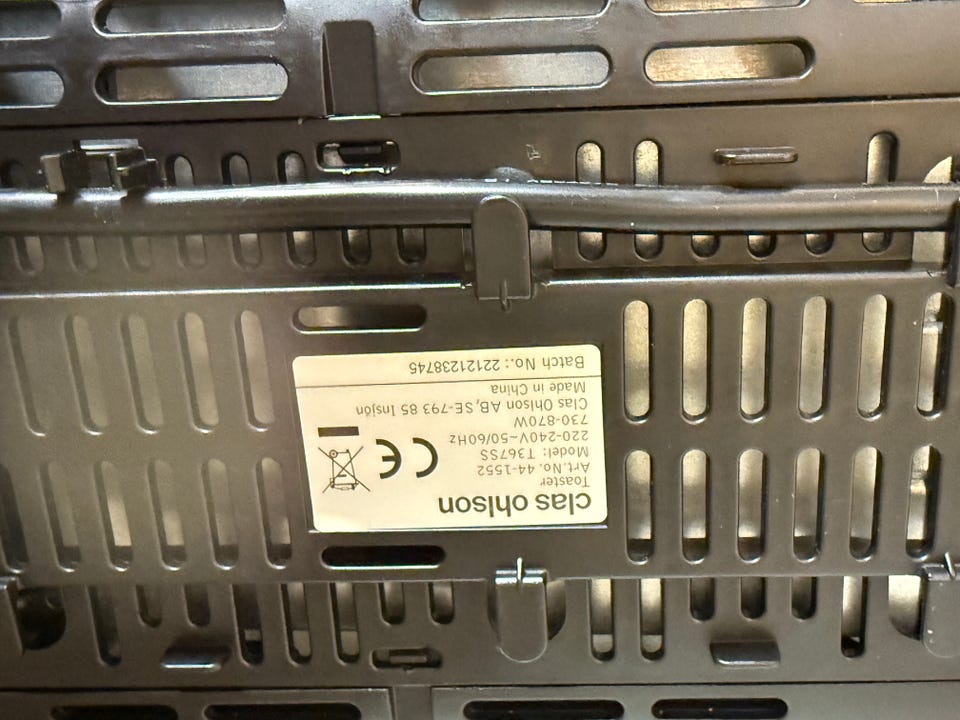 clas ohlson
Toaster
Art.No. 44-1552
Model: T367SS
220-240V~50/60Hz
730-870W
Clas Ohlson AB,SE-793 85 Insjön
Made in China
Batch No.: 22121238745